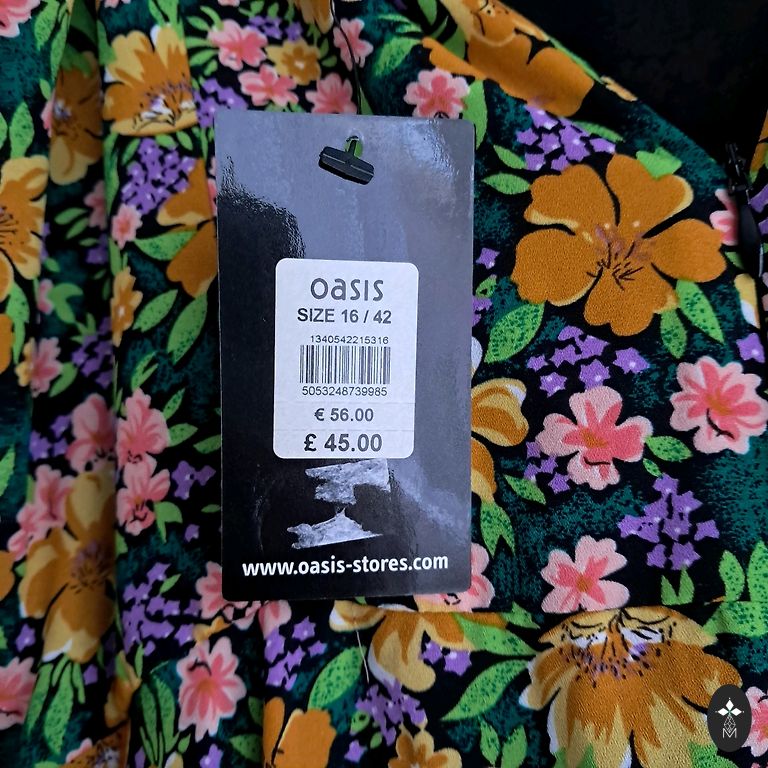 oasis
SIZE 16 / 42
1340542215316
5053248739985
€ 56.00
£ 45.00
www.oasis-stores.com